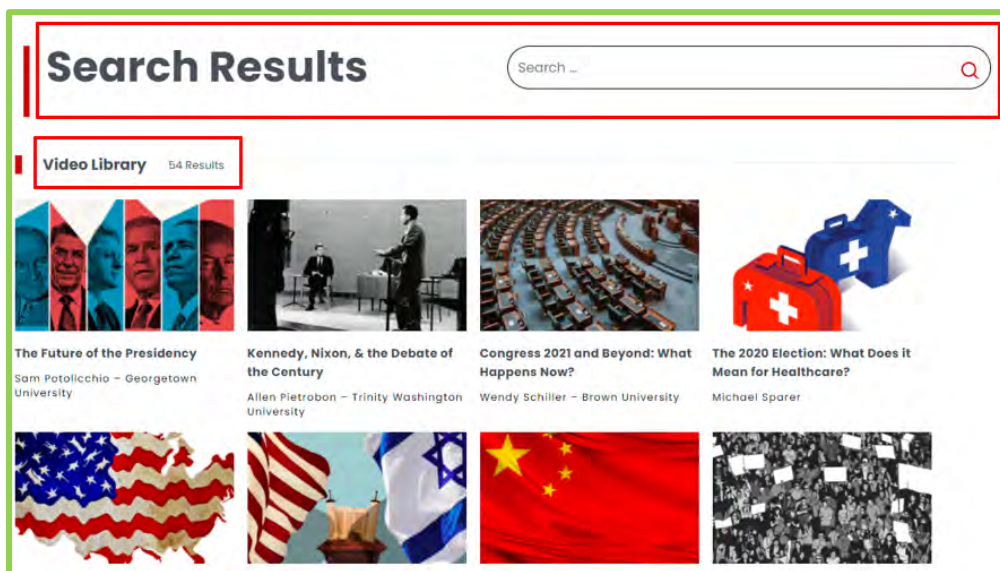 Search Results
Search ...
Video Library 54 Results
The Future of the Presidency
Sam Potolicchio – Georgetown
University
Kennedy, Nixon, & the Debate of
the Century
Allen Pietrobon – Trinity Washington
University
Congress 2021 and Beyond: What
Happens Now?
Wendy Schiller – Brown University
The 2020 Election: What Does it
Mean for Healthcare?
Michael Sparer